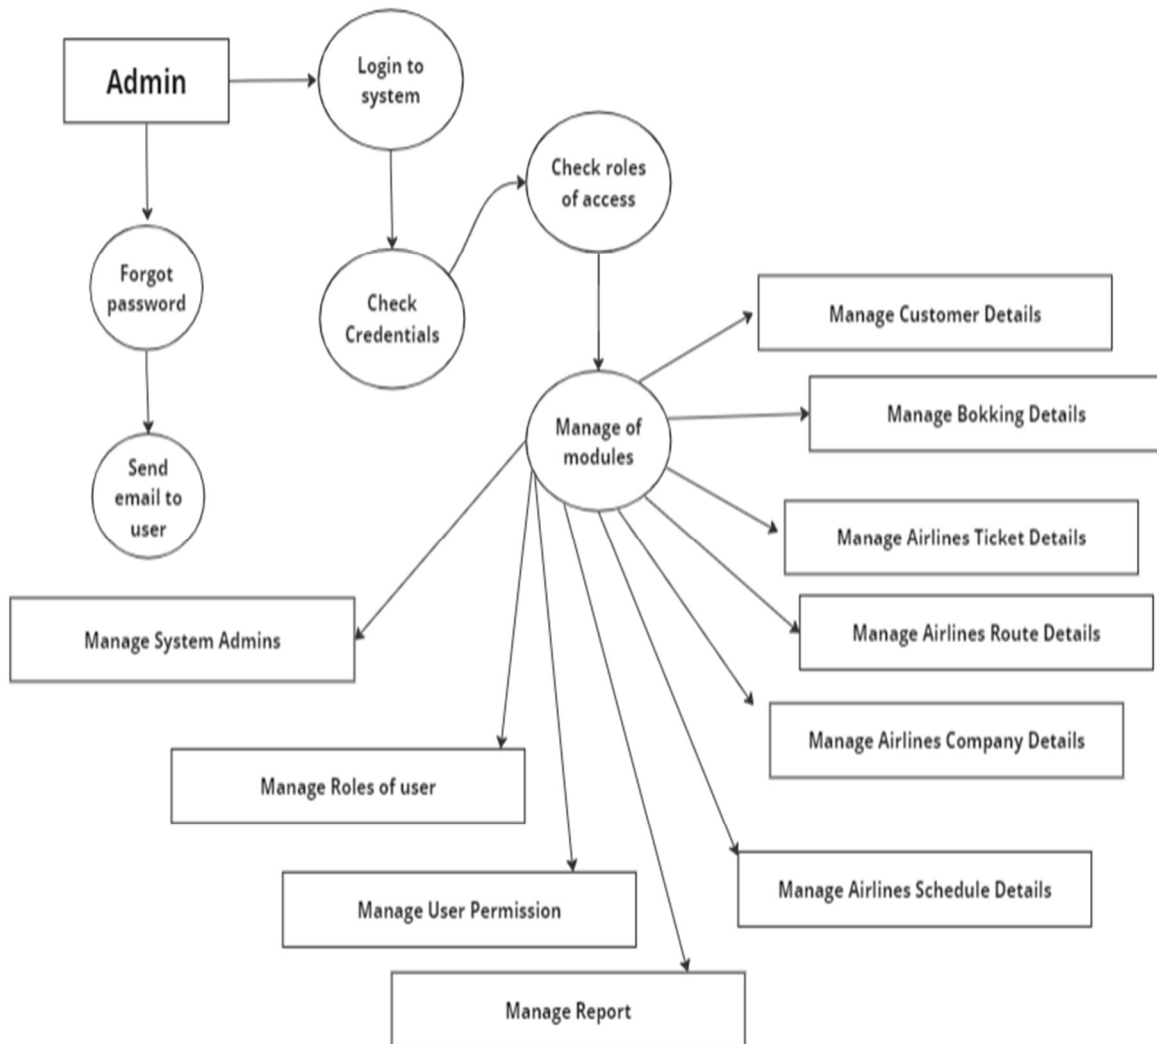 Admin
Login to
system
Check roles
of access
Forgot
password
Check
Credentials
Manage Customer Details
Manage Bokking Details
Manage of
modules
Send
email to
user
Manage Airlines Ticket Details
Manage System Admins
Manage Airlines Route Details
Manage Airlines Company Details
Manage Roles of user
Manage Airlines Schedule Details
Manage User Permission
Manage Report